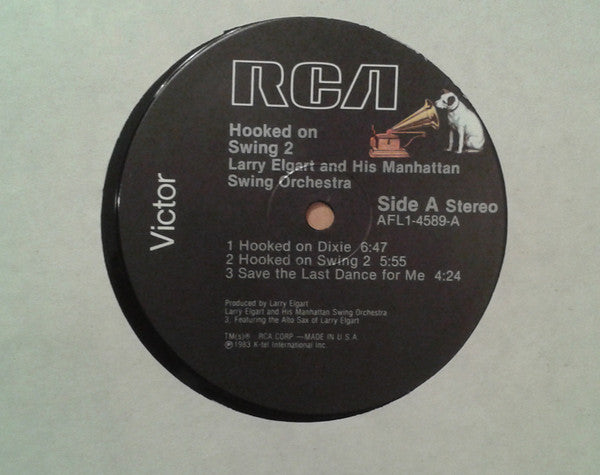 RCA
Hooked on
Swing 2
Larry Elgart and His Manhattan
Swing Orchestra
Victor
Side A Stereo
AFL1-4589-A
1 Hooked on Dixie 6:47
2 Hooked on Swing 2 5:55
3 Save the Last Dance for Me 4:24
Produced by Larry Elgart
Larry Elgart and His Manhattan Swing Orchestra
3. Featuring the Alto Sax of Larry Elgart
TM(s)® RCA CORP —MADE IN U.S.A.
℗1983 K-tel International Inc.